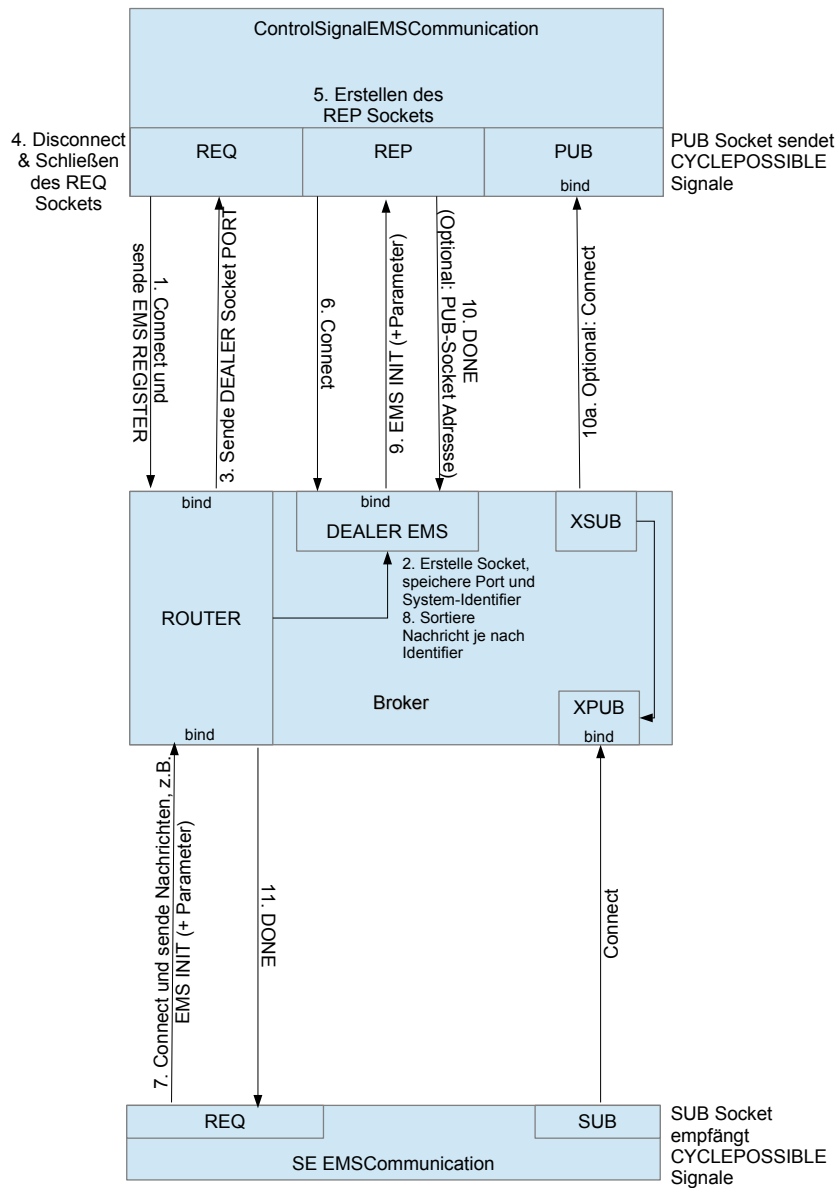 ControlSignalEMSCommunication
5. Erstellen des
REP Sockets
4. Disconnect
& Schließen
des REQ
Sockets
REQ
REP
PUB
bind
PUB Socket sendet
CYCLEPOSSIBLE
Signale
1. Connect und
sende EMS REGISTER
3. Sende DEALER Socket PORT
6. Connect
9. EMS INIT (+Parameter)
10. DONE
(Optional: PUB-Socket Adresse)
10a. Optional: Connect
bind
bind
DEALER EMS
XSUB
2. Erstelle Socket,
speichere Port und
System-Identifier
8. Sortiere
Nachricht je nach
Identifier
ROUTER
Broker
XPUB
bind
bind
7. Connect und sende Nachrichten, z.B.
EMS INIT (+ Parameter)
11. DONE
Connect
REQ
SUB
SE EMSCommunication
SUB Socket
empfängt
CYCLEPOSSIBLE
Signale